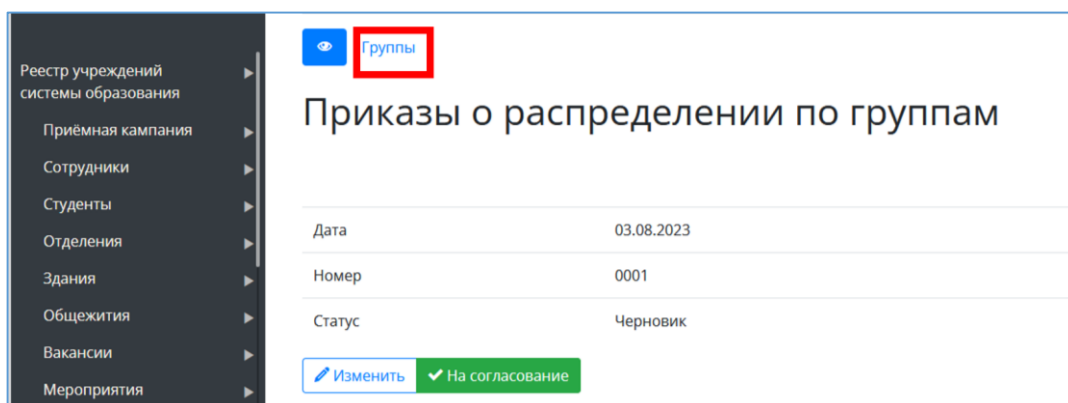 Реестр учреждений
системы образования
Приёмная кампания
Сотрудники
Студенты
Отделения
Здания
Общежития
Вакансии
Мероприятия
Группы
Приказы о распределении по группам
Дата 03.08.2023
Номер 0001
Статус Черновик
Изменить На согласование